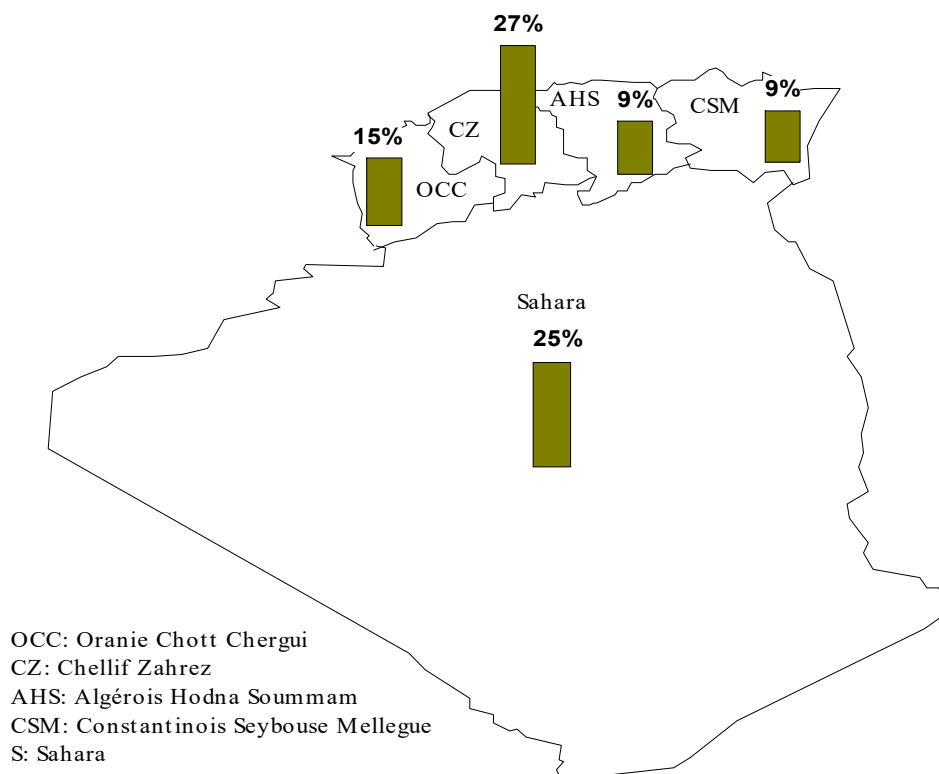 27%
AHS
9%
CSM
9%
CZ
15%
OCC
Sahara
25%
OCC: Oranie Chott Chergui
CZ: Chellif Zahrez
AHS: Algérois Hodna Soummam
CSM: Constantinois Seybouse Mellegue
S: Sahara